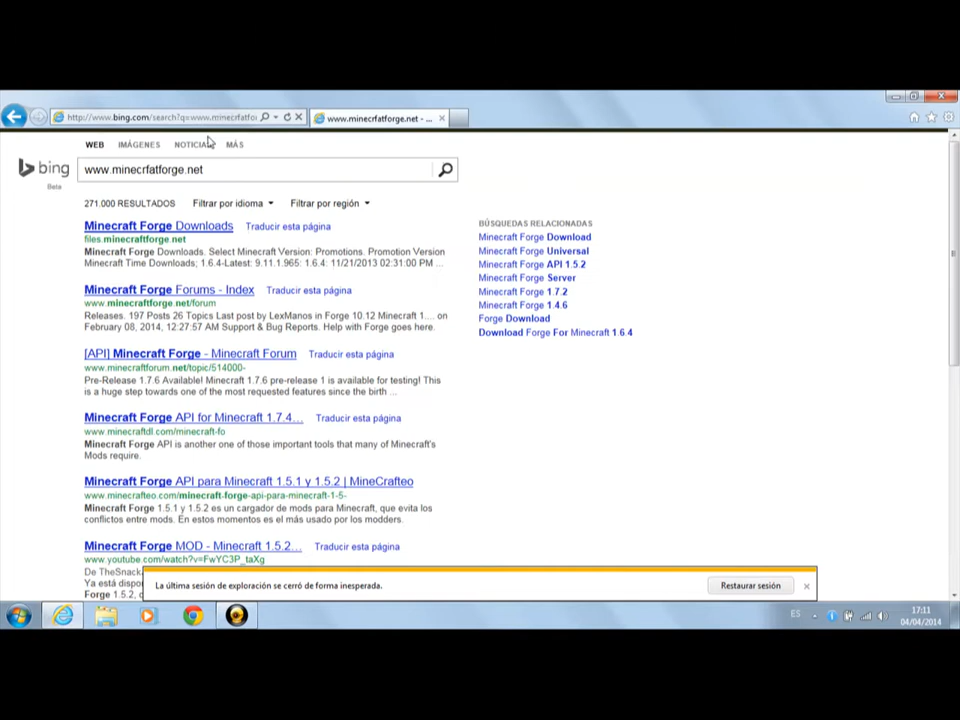 http://www.bing.com/search?q=www.minecrfatfor
www.minecrfatforge.net - ...
WEB IMÁGENES NOTICIAS MÁS
bing
Beta
www.minecrfatforge.net
271.000 RESULTADOS Filtrar por idioma Filtrar por región
Minecraft Forge Downloads Traducir esta página
files.minecraftforge.net
Minecraft Forge Downloads. Select Minecraft Version: Promotions. Promotion Version
Minecraft Time Downloads; 1.6.4-Latest: 9.11.1.965: 1.6.4: 11/21/2013 02:31:00 PM ...
Minecraft Forge Forums - Index Traducir esta página
www.minecraftforge.net/forum
Releases. 197 Posts 26 Topics Last post by LexManos in Forge 10.12 Minecraft 1.... on
February 08, 2014, 12:27:57 AM Support & Bug Reports. Help with Forge goes here.
[API] Minecraft Forge - Minecraft Forum Traducir esta página
www.minecraftforum.net/topic/514000-
Pre-Release 1.7.6 Available! Minecraft 1.7.6 pre-release 1 is available for testing! This
is a huge step towards one of the most requested features since the birth ...
Minecraft Forge API for Minecraft 1.7.4... Traducir esta página
www.minecraftdl.com/minecraft-fo
Minecraft Forge API is another one of those important tools that many of Minecraft's
Mods require.
Minecraft Forge API para Minecraft 1.5.1 y 1.5.2 | MineCrafteo
www.minecrafteo.com/minecraft-forge-api-para-minecraft-1-5-
Minecraft Forge 1.5.1 y 1.5.2 es un cargador de mods para Minecraft, que evita los
conflictos entre mods. En estos momentos es el más usado por los modders.
Minecraft Forge MOD - Minecraft 1.5.2... Traducir esta página
www.youtube.com/watch?v=FwYC3P_taXg
De TheSnack
Ya está dispo
Forge 1.5.2, c
BÚSQUEDAS RELACIONADAS
Minecraft Forge Download
Minecraft Forge Universal
Minecraft Forge API 1.5.2
Minecraft Forge Server
Minecraft Forge 1.7.2
Minecraft Forge 1.4.6
Forge Download
Download Forge For Minecraft 1 6 4
La última sesión de exploración se cerró de forma inesperada. Restaurar sesión
ES
17:11
04/04/2014